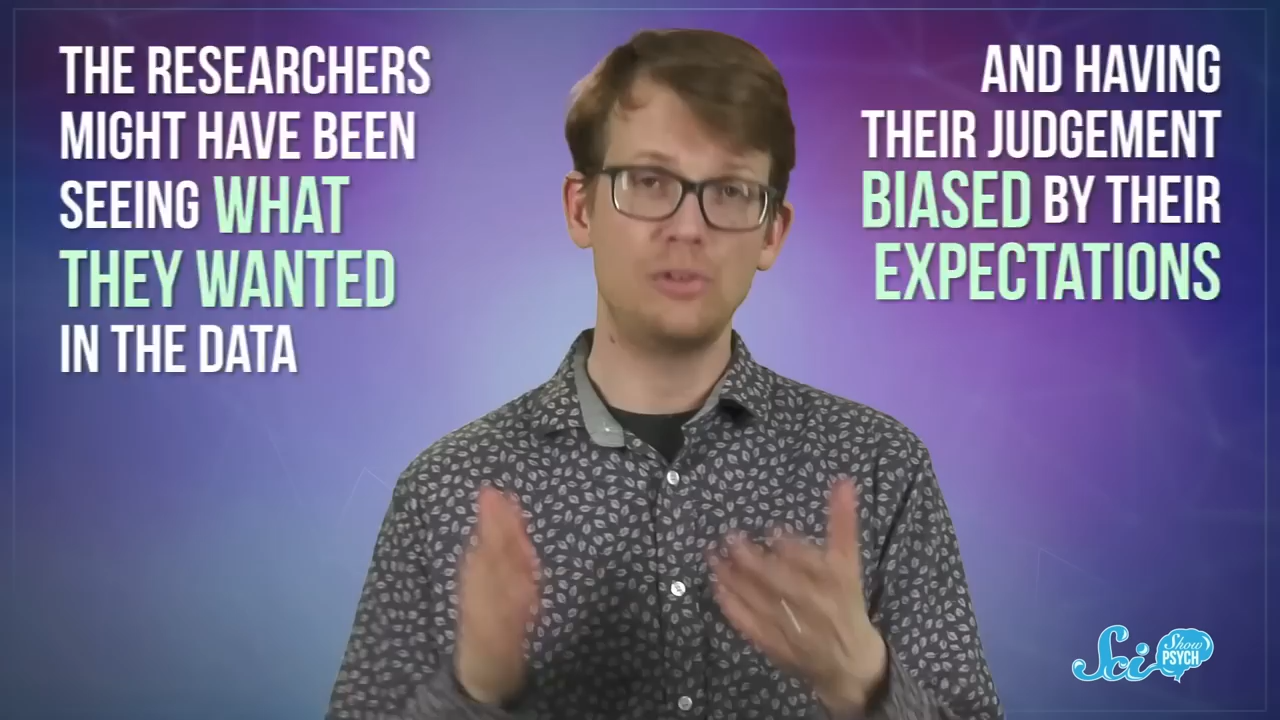 THE RESEARCHERS
MIGHT HAVE BEEN
SEEING WHAT
THEY WANTED
IN THE DATA
AND HAVING
THEIR JUDGEMENT
BIASED BY THEIR
EXPECTATIONS
Sci Show
PSYCH